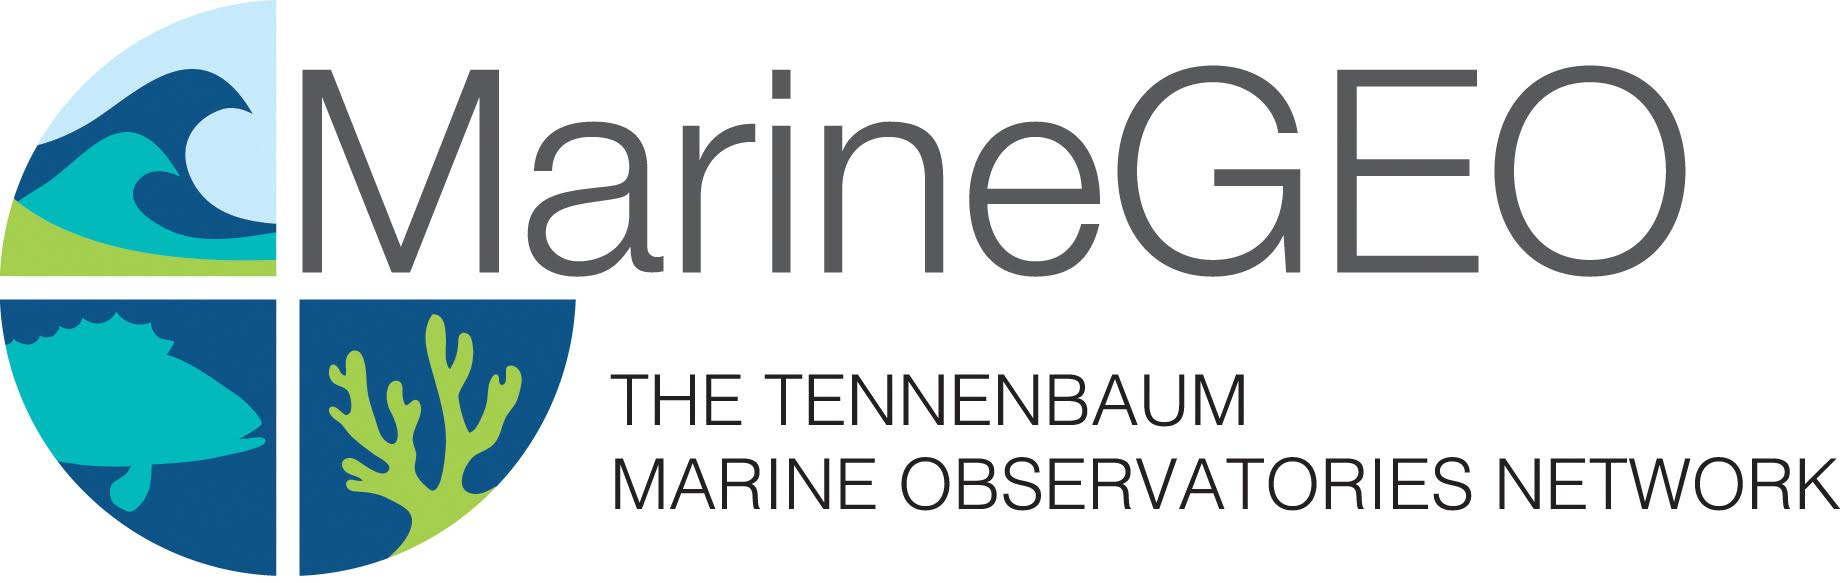 MarineGEO
THE TENNENBAUM
MARINE OBSERVATORIES NETWORK